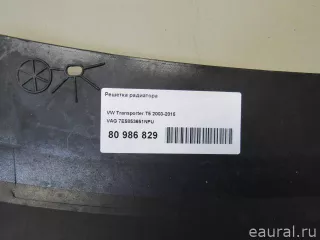 Решетка радиатора
VW Transporter T5 2003-2015
VAG 7E5853651NPU
80 986 829
eaural.ru